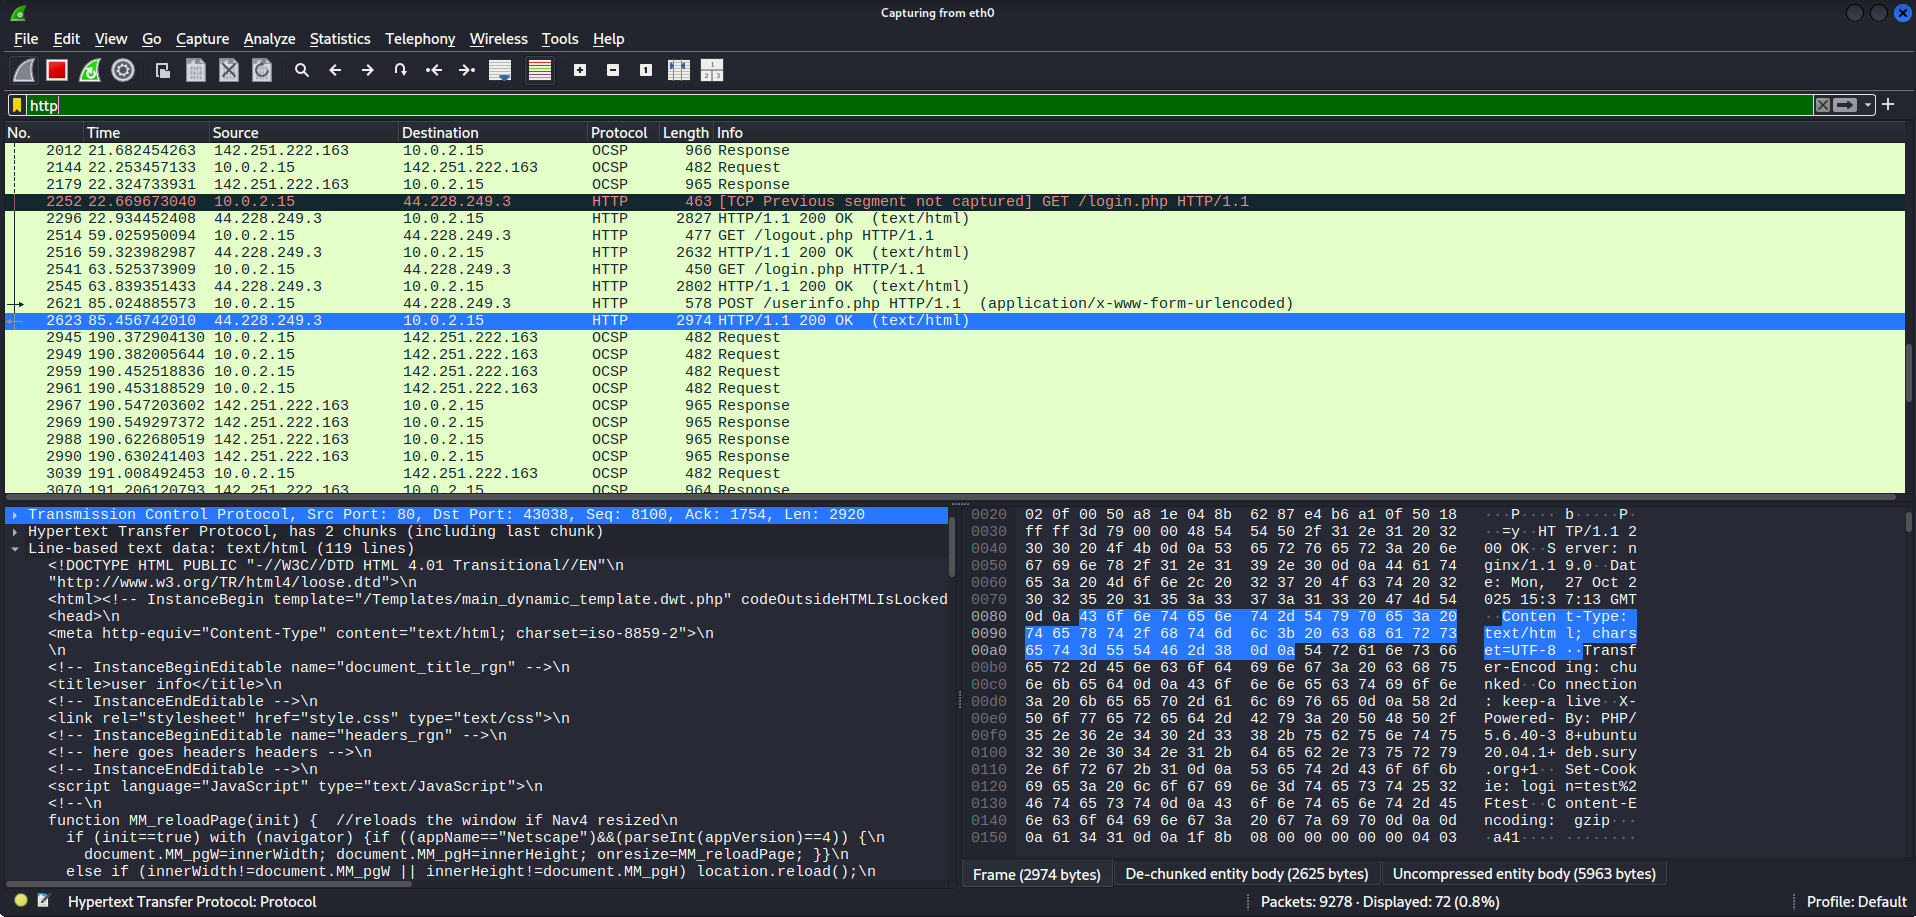 Capturing from eth0
File Edit View Go Capture Analyze Statistics Telephony Wireless Tools Help
http
No. Time Source Destination Protocol Length Info
2012 21.682454263 142.251.222.163 10.0.2.15 OCSP 966 Response
2144 22.253457133 10.0.2.15 142.251.222.163 OCSP 482 Request
2179 22.324733931 142.251.222.163 10.0.2.15 OCSP 965 Response
2252 22.669673040 10.0.2.15 44.228.249.3 HTTP 463 [TCP Previous segment not captured] GET /login.php HTTP/1.1
2296 22.934452408 44.228.249.3 10.0.2.15 HTTP 2827 HTTP/1.1 200 OK (text/html)
2514 59.025950094 10.0.2.15 44.228.249.3 HTTP 477 GET /logout.php HTTP/1.1
2516 59.323982987 44.228.249.3 10.0.2.15 HTTP 2632 HTTP/1.1 200 OK (text/html)
2541 63.525373909 10.0.2.15 44.228.249.3 HTTP 450 GET /login.php HTTP/1.1
2545 63.839351433 44.228.249.3 10.0.2.15 HTTP 2802 HTTP/1.1 200 OK (text/html)
2621 85.024885573 10.0.2.15 44.228.249.3 HTTP 578 POST /userinfo.php HTTP/1.1 (application/x-www-form-urlencoded)
2623 85.456742010 44.228.249.3 10.0.2.15 HTTP 2974 HTTP/1.1 200 OK (text/html)
2945 190.372904130 10.0.2.15 142.251.222.163 OCSP 482 Request
2949 190.382005644 10.0.2.15 142.251.222.163 OCSP 482 Request
2959 190.452518836 10.0.2.15 142.251.222.163 OCSP 482 Request
2961 190.453188529 10.0.2.15 142.251.222.163 OCSP 482 Request
2967 190.547203602 142.251.222.163 10.0.2.15 OCSP 965 Response
2969 190.549297372 142.251.222.163 10.0.2.15 OCSP 965 Response
2988 190.622680519 142.251.222.163 10.0.2.15 OCSP 965 Response
2990 190.630241403 142.251.222.163 10.0.2.15 OCSP 965 Response
3039 191.008492453 10.0.2.15 142.251.222.163 OCSP 482 Request
3070 191.206120793 142.251.222.163 10.0.2.15 OCSP 964 Response
Transmission Control Protocol, Src Port: 80, Dst Port: 43038, Seq: 8100, Ack: 1754, Len: 2920
Hypertext Transfer Protocol, has 2 chunks (including last chunk)
Line-based text data: text/html (119 lines)
<!DOCTYPE HTML PUBLIC "-//W3C//DTD HTML 4.01 Transitional//EN"\n
"http://www.w3.org/TR/html4/loose.dtd">\n
<html><!-- InstanceBegin template="/Templates/main_dynamic_template.dwt.php" codeOutsideHTMLIsLocked
<head>\n
<meta http-equiv="Content-Type" content="text/html; charset=iso-8859-2">\n
\n
<!-- InstanceBeginEditable name="document_title_rgn" -->\n
<title>user info</title>\n
<!-- InstanceEndEditable -->\n
<link rel="stylesheet" href="style.css" type="text/css">\n
<!-- InstanceBeginEditable name="headers_rgn" -->\n
<!-- here goes headers headers -->\n
<!-- InstanceEndEditable -->\n
<script language="JavaScript" type="text/JavaScript">\n
<!--\n
function MM_reloadPage(init) {  //reloads the window if Nav4 resized\n
if (init==true) with (navigator) {if ((appName=="Netscape")&&(parseInt(appVersion)==4)) {\n
document.MM_pgW=innerWidth; document.MM_pgH=innerHeight; onresize=MM_reloadPage; }}\n
else if (innerWidth!=document.MM_pgW || innerHeight!=document.MM_pgH) location.reload();\n
0020 02 0f 00 50 a8 1e 04 8b 62 87 e4 b6 a1 0f 50 18 ···P····b·····P·
0030 ff ff 3d 79 00 00 48 54 54 50 2f 31 2e 31 20 32 ··=y··HT TP/1.1 2
0040 30 30 20 4f 4b 0d 0a 53 65 72 76 65 72 3a 20 6e 00 OK··S erver: n
0050 67 69 6e 78 2f 31 2e 31 39 2e 30 0d 0a 44 61 74 ginx/1.1 9.0··Dat
0060 65 3a 20 4d 6f 6e 2c 20 32 37 20 4f 63 74 20 32 e: Mon, 27 Oct 2
0070 30 32 35 20 31 35 3a 33 37 3a 31 33 20 47 4d 54 025 15:3 7:13 GMT
0080 0d 0a 43 6f 6e 74 65 6e 74 2d 54 79 70 65 3a 20 ··Conten t-Type:
0090 74 65 78 74 2f 68 74 6d 6c 3b 20 63 68 61 72 73 text/htm l; chars
00a0 65 74 3d 55 54 46 2d 38 0d 0a 54 72 61 6e 73 66 et=UTF-8 ··Transf
00b0 65 72 2d 45 6e 63 6f 64 69 6e 67 3a 20 63 68 75 er-Encod ing: chu
00c0 6e 6b 65 64 0d 0a 43 6f 6e 6e 65 63 74 69 6f 6e nked··Co nnection
00d0 3a 20 6b 65 65 70 2d 61 6c 69 76 65 0d 0a 58 2d : keep-a live··X-
00e0 50 6f 77 65 72 65 64 2d 42 79 3a 20 50 48 50 2f Powered- By: PHP/
00f0 35 2e 36 2e 34 30 2d 33 38 2b 75 62 75 6e 74 75 5.6.40-3 8+ubuntu
0100 32 30 2e 30 34 2e 31 2b 64 65 62 2e 73 75 72 79 20.04.1+ deb.sury
0110 2e 6f 72 67 2b 31 0d 0a 53 65 74 2d 43 6f 6f 6b .org+1·· Set-Cook
0120 69 65 3a 20 6c 6f 67 69 6e 3d 74 65 73 74 25 32 ie: logi n=test%2
0130 46 74 65 73 74 0d 0a 43 6f 6e 74 65 6e 74 2d 45 Ftest··C ontent-E
0140 6e 63 6f 64 69 6e 67 3a 20 67 7a 69 70 0d 0a 0d ncoding: gzip···
0150 0a 61 34 31 0d 0a 1f 8b 08 00 00 00 00 00 04 03 ·a41···· ········
Frame (2974 bytes) De-chunked entity body (2625 bytes) Uncompressed entity body (5963 bytes)
Hypertext Transfer Protocol: Protocol Packets: 9278 · Displayed: 72 (0.8%) Profile: Default